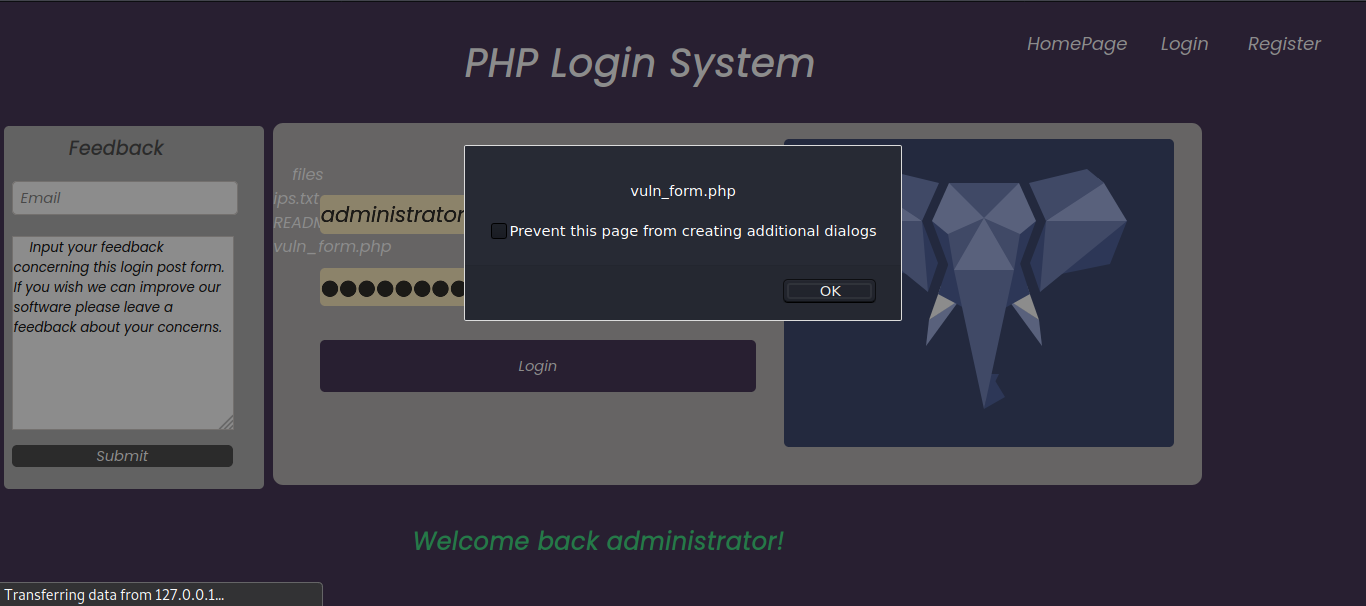 PHP Login System
HomePage Login Register
Feedback
Email
Input your feedback
concerning this login post form.
If you wish we can improve our
software please leave a
feedback about your concerns.
Submit
files
ips.txt
administrator
vuln_form.php
Login
vuln_form.php
Prevent this page from creating additional dialogs
OK
Welcome back administrator!
Transferring data from 127.0.0.1...